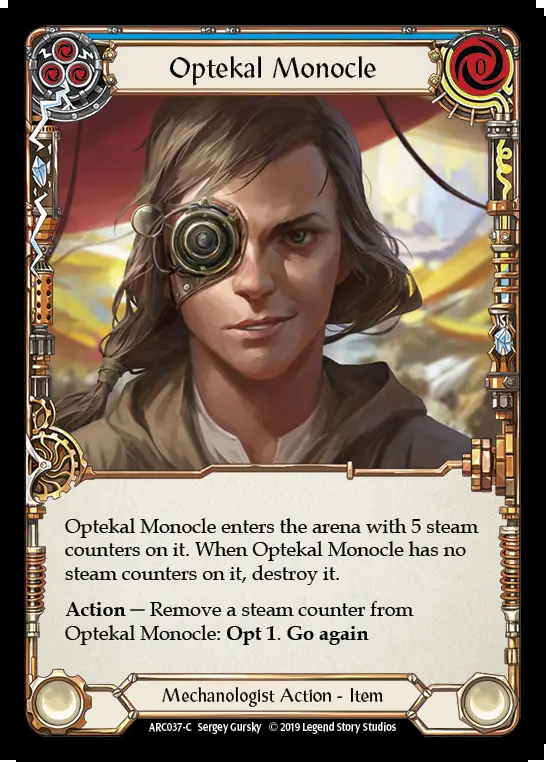 Optekal Monocle
0
Optekal Monocle enters the arena with 5 steam
counters on it. When Optekal Monocle has no
steam counters on it, destroy it.
Action — Remove a steam counter from
Optekal Monocle: Opt 1. Go again
Mechanologist Action - Item
ARC037-C Sergey Gursky © 2019 Legend Story Studios